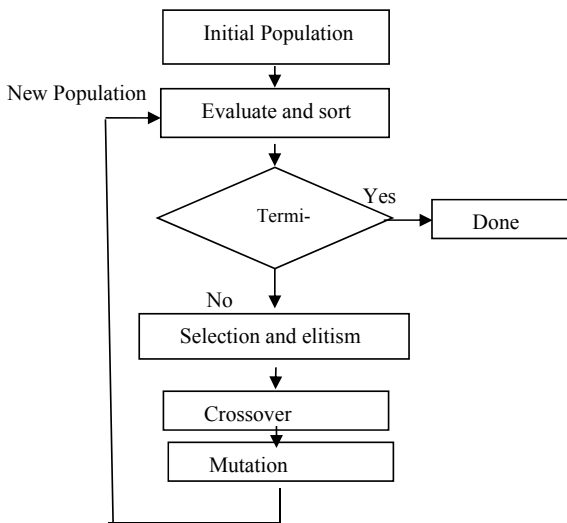 Initial Population
New Population
Evaluate and sort
Yes
Termi-
Done
No
Selection and elitism
Crossover
Mutation